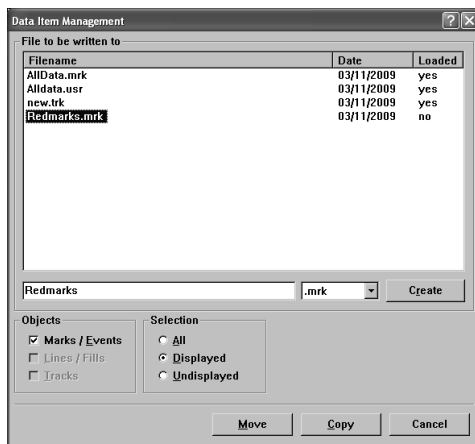 Data Item Management
File to be written to
Filename Date Loaded
AllData.mrk 03/11/2009 yes
Alldata.usr 03/11/2009 yes
new.trk 03/11/2009 yes
Redmarks.mrk 03/11/2009 no
Redmarks .mrk Create
Objects Selection
Marks / Events All
Lines / Fills Displayed
Tracks Undisplayed
Move Copy Cancel